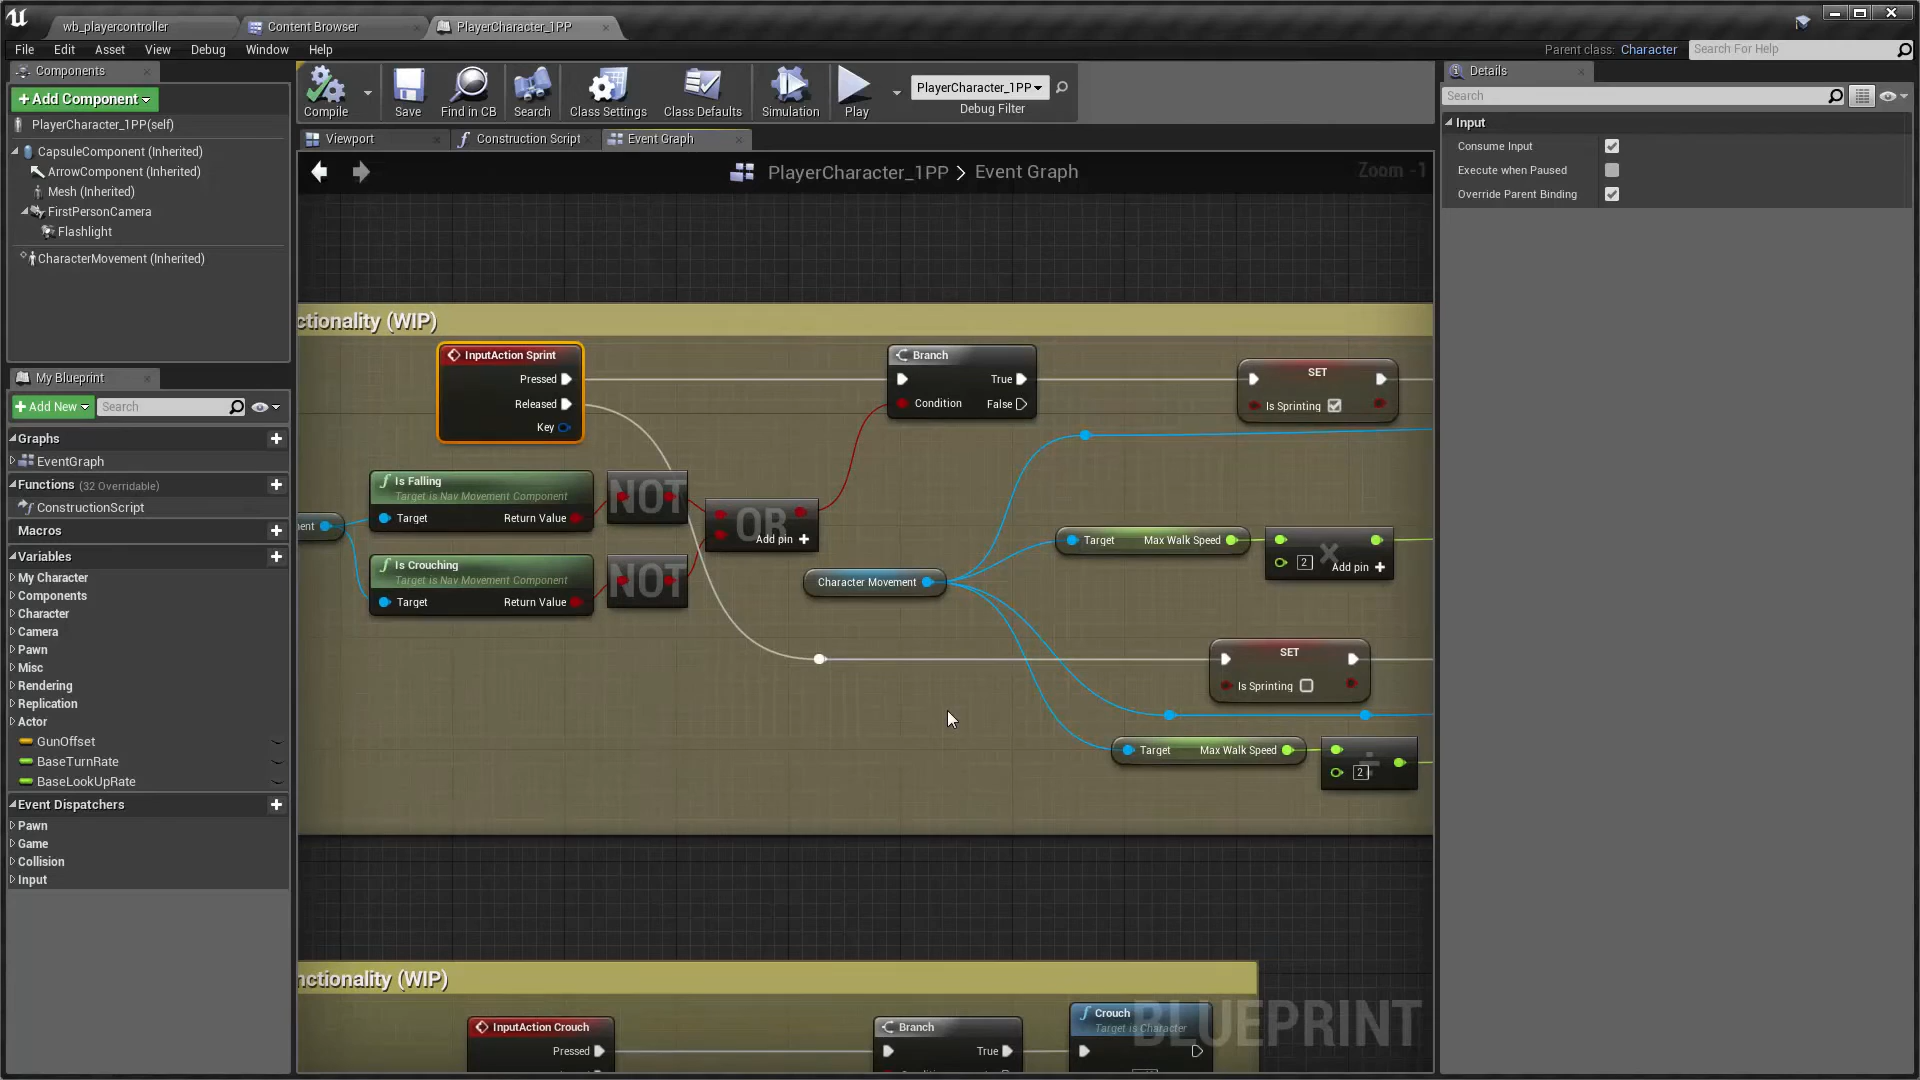 wb_playercontroller
Content Browser
PlayerCharacter_1PP
File Edit Asset View Debug Window Help
Parent class: Character
Search For Help
Components
Add Component
PlayerCharacter_1PP(self)
CapsuleComponent (Inherited)
ArrowComponent (Inherited)
Mesh (Inherited)
FirstPersonCamera
Flashlight
CharacterMovement (Inherited)
My Blueprint
Add New
Search
Graphs
EventGraph
Functions (32 Overridable)
ConstructionScript
Macros
Variables
My Character
Components
Character
Camera
Pawn
Misc
Rendering
Replication
Actor
GunOffset
BaseTurnRate
BaseLookUpRate
Event Dispatchers
Pawn
Game
Collision
Input
Compile
Save
Find in CB
Search
Class Settings
Class Defaults
Simulation
Play
PlayerCharacter_1PP
Debug Filter
Viewport
Construction Script
Event Graph
PlayerCharacter_1PP > Event Graph
Zoom -1
ctionality (WIP)
InputAction Sprint
Pressed
Released
Key
Branch
True
Condition
False
SET
Is Sprinting
Is Falling
Target is Nav Movement Component
Target
Return Value
NOT
OR
Add pin +
ent
Is Crouching
Target is Nav Movement Component
Target
Return Value
NOT
Character Movement
Target
Max Walk Speed
2
Add pin +
SET
Is Sprinting
Target
Max Walk Speed
2
nctionality (WIP)
InputAction Crouch
Pressed
Branch
True
Crouch
Target is Character
BLUEPRINT
Details
Search
Input
Consume Input
Execute when Paused
Override Parent Binding